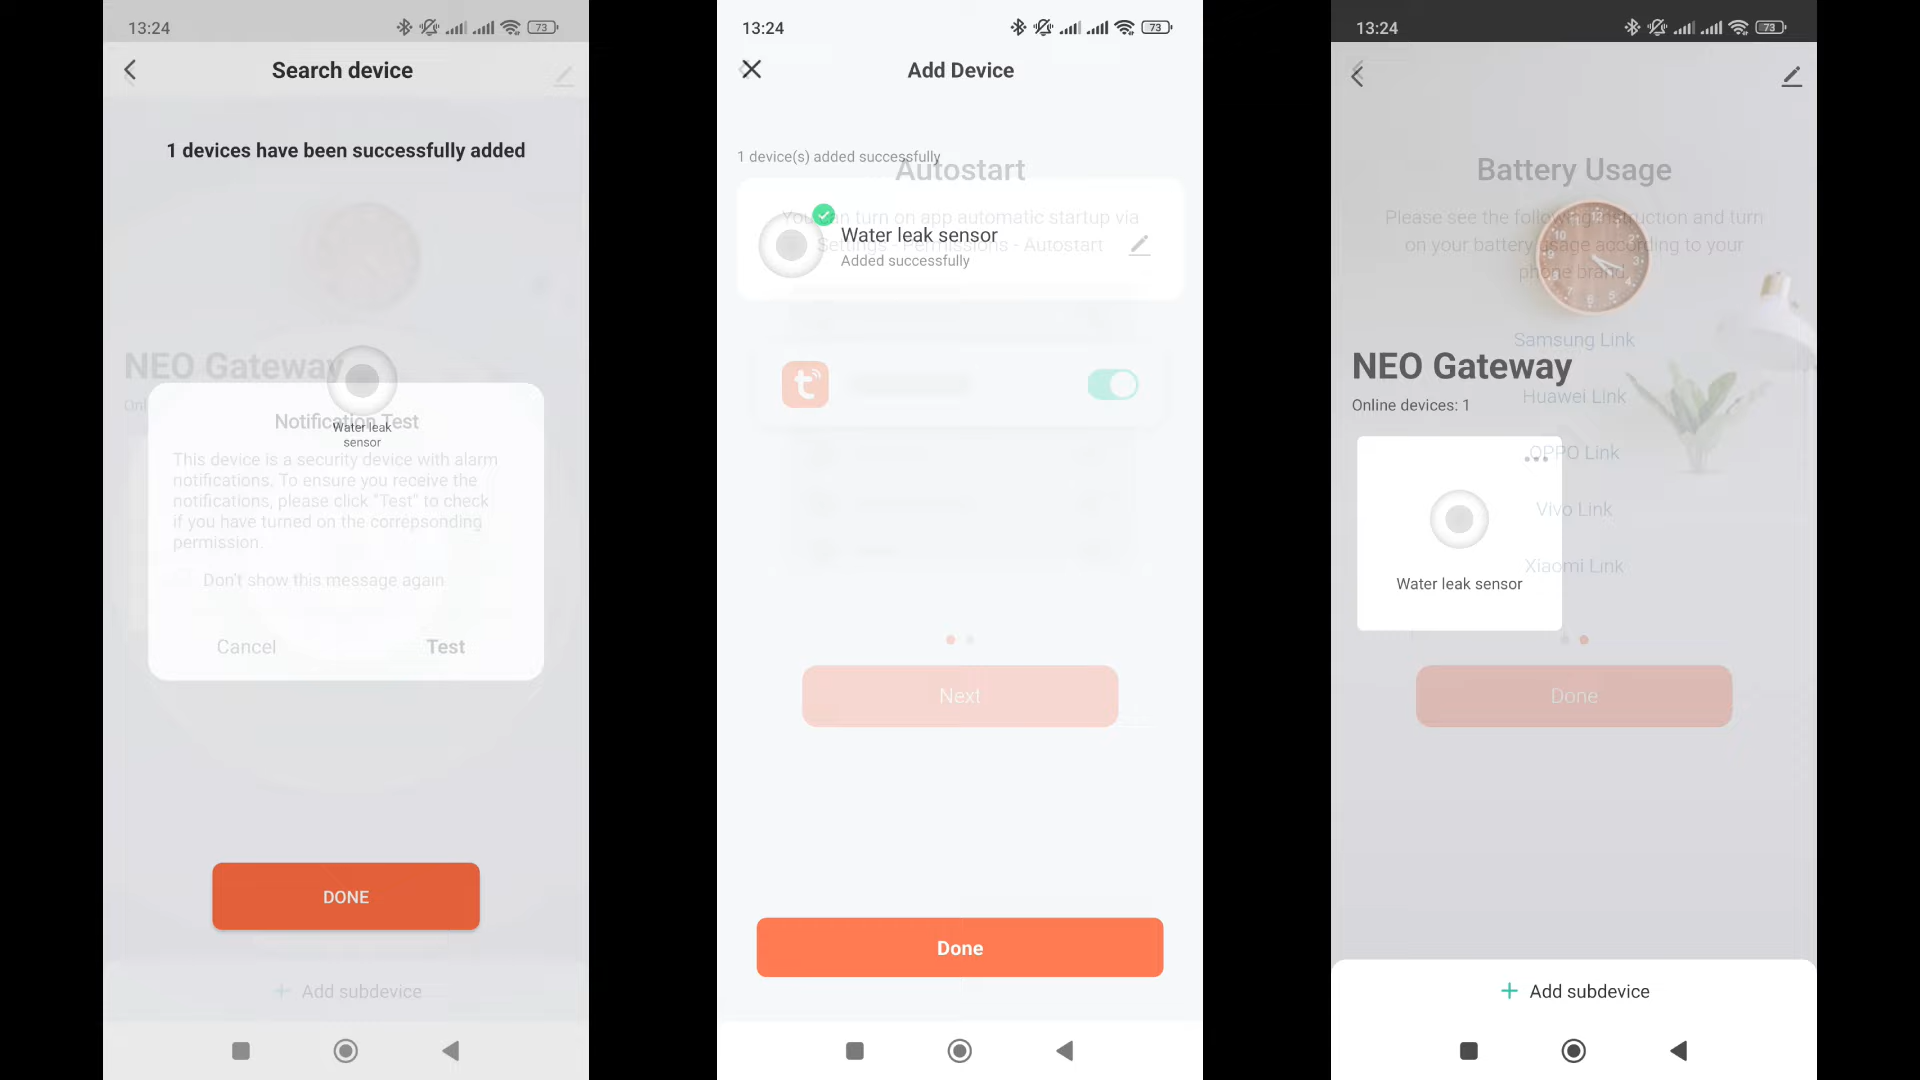 13:24
73
Search device
1 devices have been successfully added
NEO Gateway
Onl
Notification Test
Water leak
sensor
This device is a security device with alarm
notifications. To ensure you receive the
notifications, please click "Test" to check
if you have turned on the correpsonding
permission.
Don't show this message again
Cancel
Test
DONE
+ Add subdevice
13:24
73
Add Device
1 device(s) added successfully
Autostart
You can turn on app automatic startup via
Settings - Permissions - Autostart
Water leak sensor
Added successfully
Next
Done
13:24
73
Battery Usage
Please see the following instruction and turn
on your battery usage according to your
phone brand.
Samsung Link
NEO Gateway
Huawei Link
Online devices: 1
OPPO Link
Vivo Link
Xiaomi Link
Water leak sensor
Done
+ Add subdevice